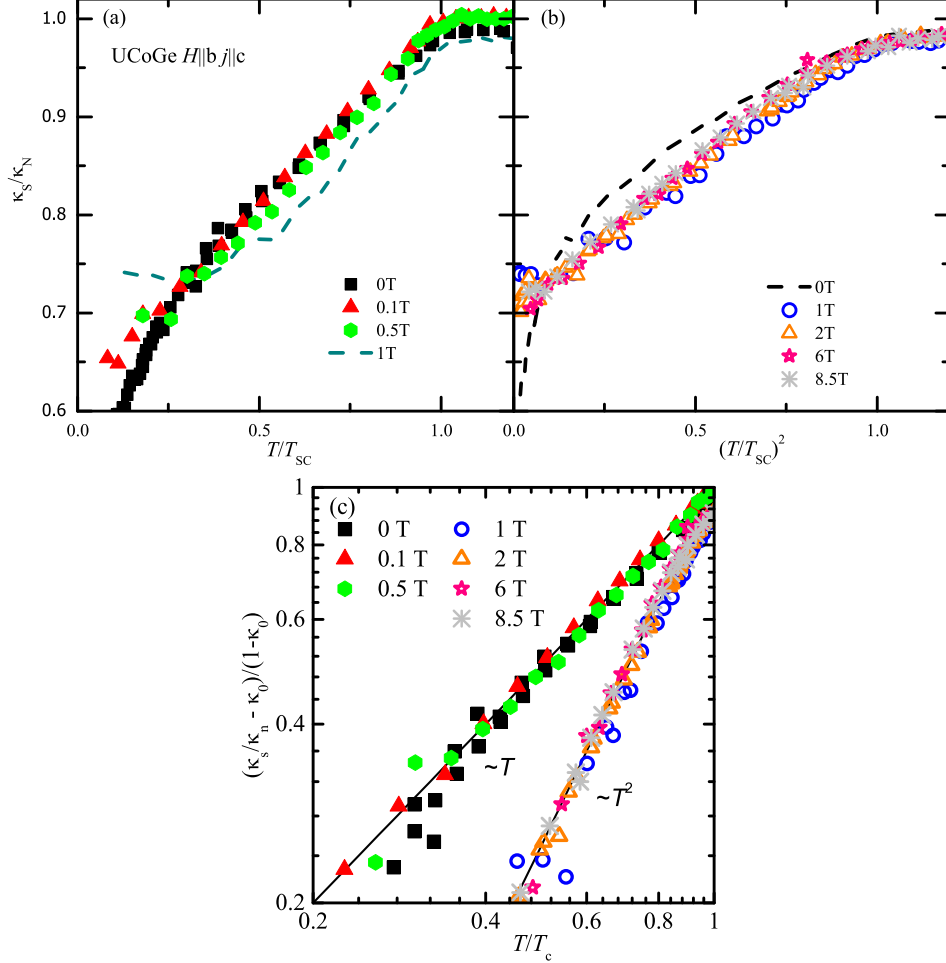 (a)
UCoGe H||b j||c
κS/κN
1.0
0.9
0.8
0.7
0.6
0T
0.1T
0.5T
1T
0.0 0.5 1.0
T/TSC
(b)
0T
1T
2T
6T
8.5T
0.0 0.5 1.0
(T/TSC)2
(c)
0 T
0.1 T
0.5 T
1 T
2 T
6 T
8.5 T
(κs/κn - κ0)/(1-κ0)
1
0.8
0.6
0.4
0.2
~T
~T2
0.2 0.4 0.6 0.8 1
T/Tc